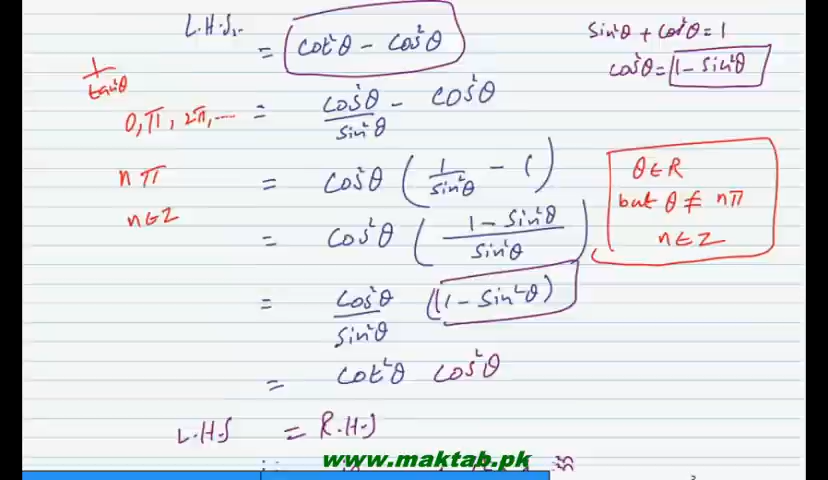 L.H.S.
= cot²θ – cos²θ
sin²θ + cos²θ = 1
cos²θ = 1 – sin²θ
1/tan²θ
0, π, 2π, ...
= cos²θ/sin²θ – cos²θ
nπ
n ∈ Z
= cos²θ (1/sin²θ – 1)
θ ∈ R
but θ ≠ nπ
n ∈ Z
= cos²θ ((1 – sin²θ)/sin²θ)
= cos²θ/sin²θ (1 – sin²θ)
= cot²θ cos²θ
L.H.S = R.H.S
www.maktab.pk